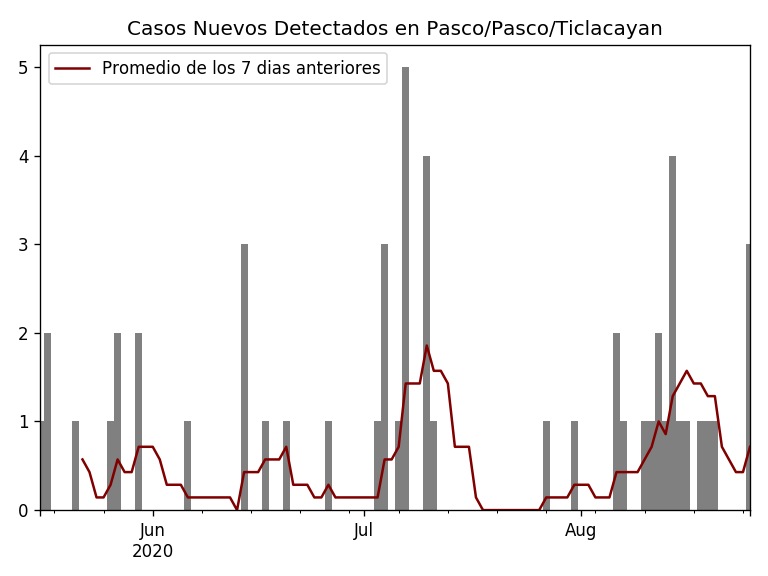 Casos Nuevos Detectados en Pasco/Pasco/Ticlacayan
Promedio de los 7 dias anteriores
5
4
3
2
1
0
Jun
2020
Jul
Aug